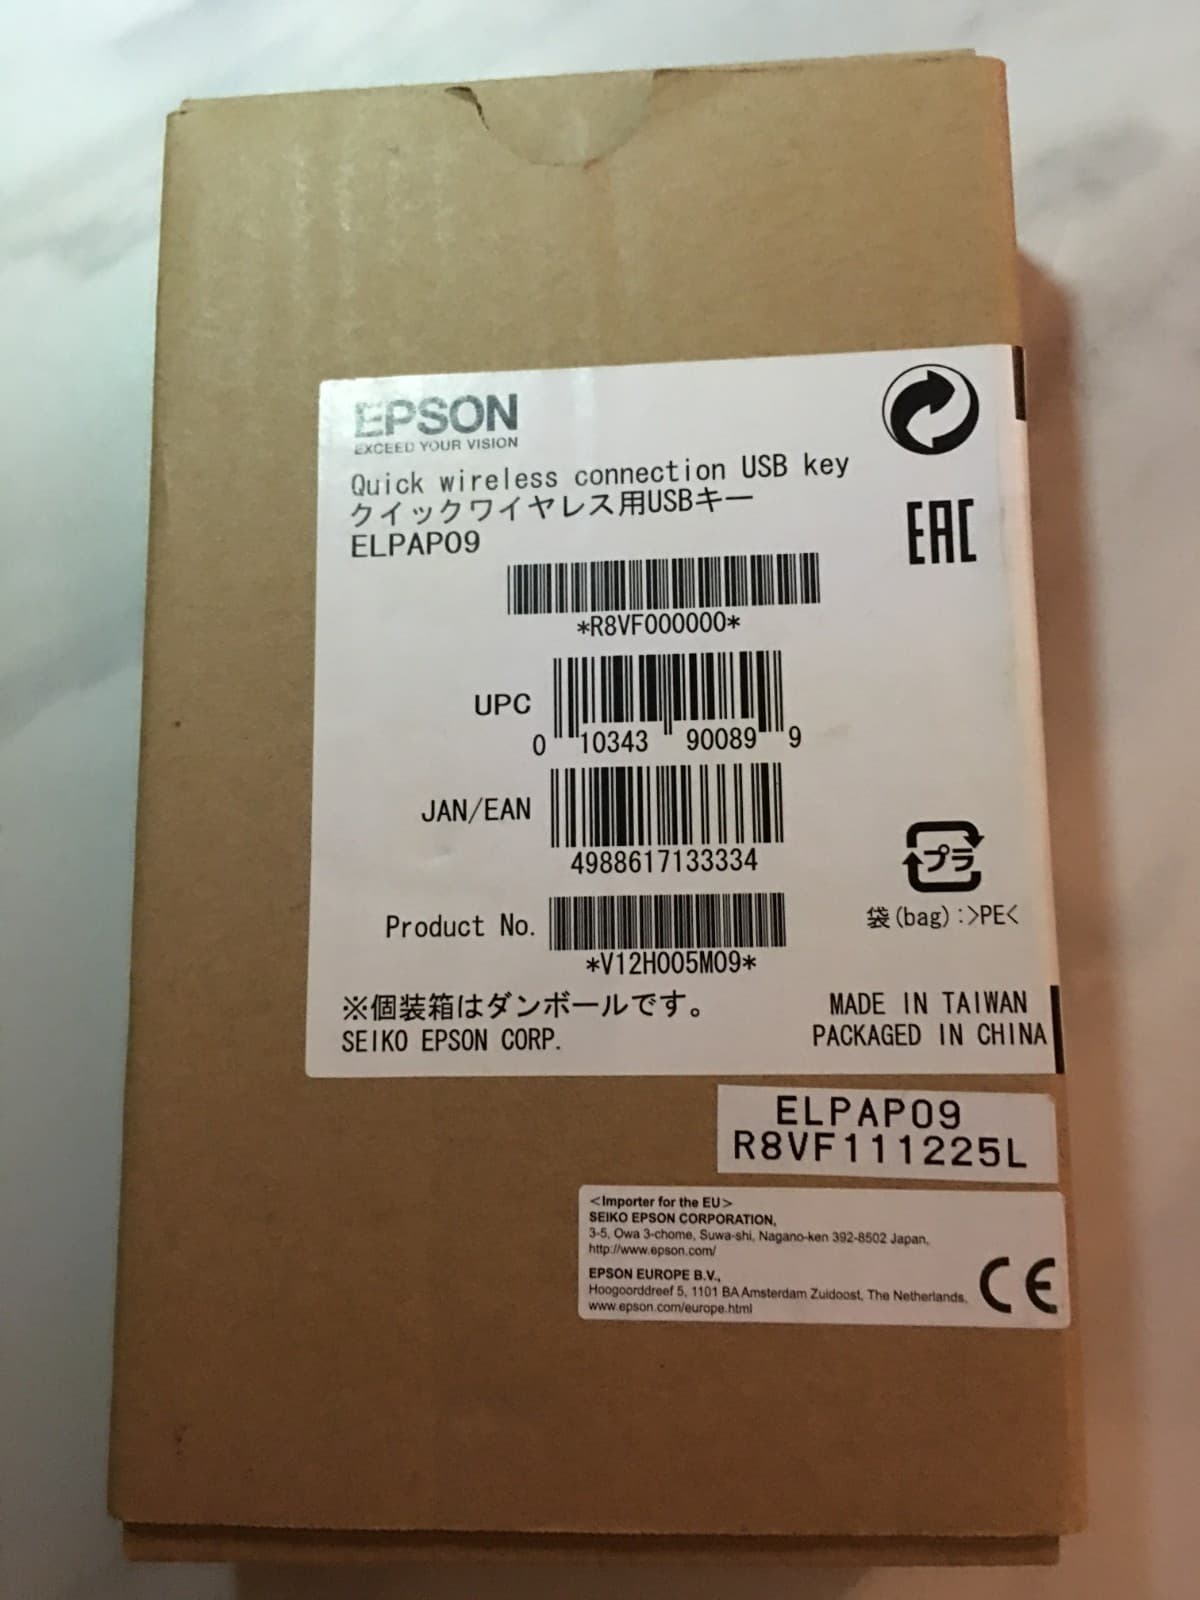 EPSON
EXCEED YOUR VISION
Quick wireless connection USB key
クイックワイヤレス用USBキー
ELPAP09
EAC
*R8VF000000*
UPC
0 10343 90089 9
JAN/EAN
4988617133334
プラ
袋(bag):>PE<
Product No.
*V12H005M09*
※個装箱はダンボールです。
SEIKO EPSON CORP.
MADE IN TAIWAN
PACKAGED IN CHINA
ELPAP09
R8VF111225L
<Importer for the EU>
SEIKO EPSON CORPORATION,
3-5, Owa 3-chome, Suwa-shi, Nagano-ken 392-8502 Japan,
http://www.epson.com/
EPSON EUROPE B.V.,
Hoogoorddreef 5, 1101 BA Amsterdam Zuidoost, The Netherlands,
www.epson.com/europe.html
CE